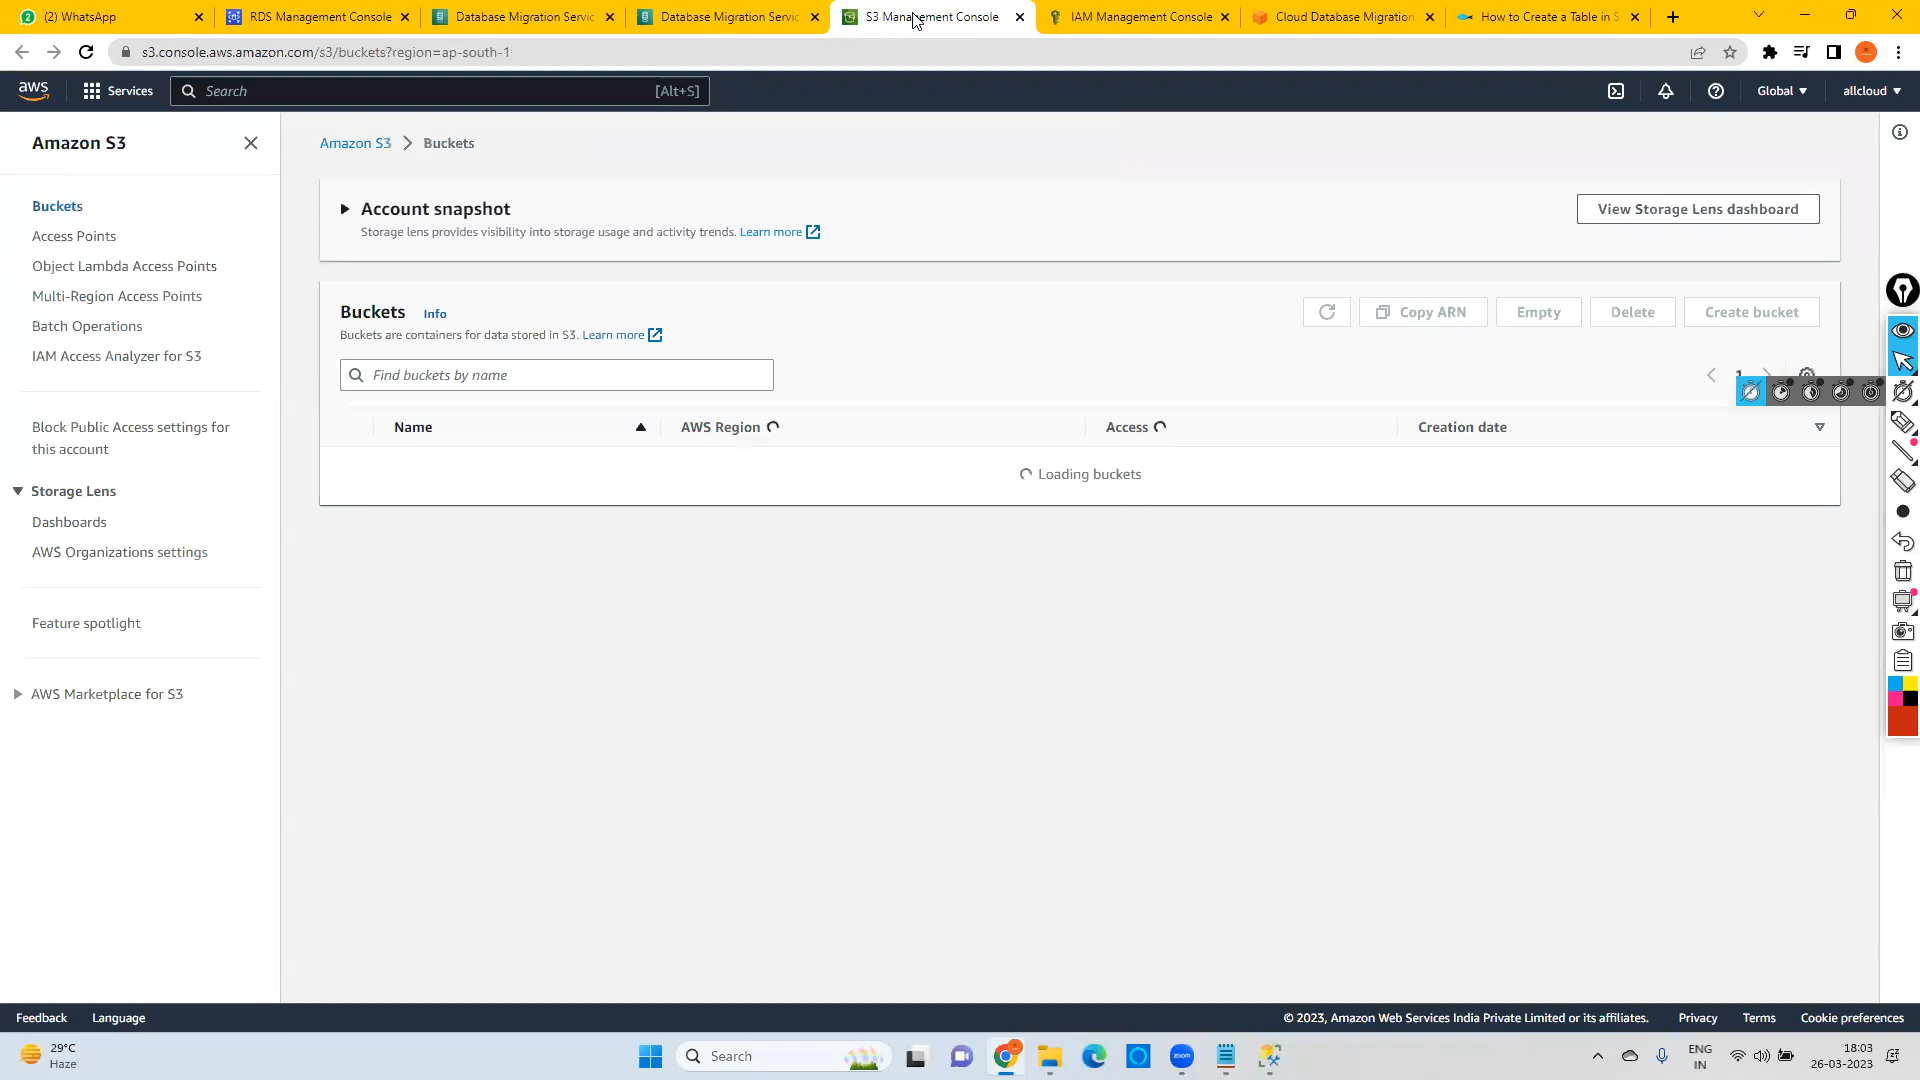 (2) WhatsApp
RDS Management Console
Database Migration Servic
Database Migration Servic
S3 Management Console
IAM Management Console
Cloud Database Migration
How to Create a Table in S
s3.console.aws.amazon.com/s3/buckets?region=ap-south-1
aws
Services
Search
[Alt+S]
Global
allcloud
Amazon S3
Buckets
Access Points
Object Lambda Access Points
Multi-Region Access Points
Batch Operations
IAM Access Analyzer for S3
Block Public Access settings for
this account
Storage Lens
Dashboards
AWS Organizations settings
Feature spotlight
AWS Marketplace for S3
Amazon S3 > Buckets
Account snapshot
Storage lens provides visibility into storage usage and activity trends. Learn more
View Storage Lens dashboard
Buckets Info
Buckets are containers for data stored in S3. Learn more
Copy ARN
Empty
Delete
Create bucket
Find buckets by name
1
Name
AWS Region
Access
Creation date
Loading buckets
Feedback
Language
© 2023, Amazon Web Services India Private Limited or its affiliates.
Privacy
Terms
Cookie preferences
29°C
Haze
Search
zoom
ENG
IN
18:03
26-03-2023